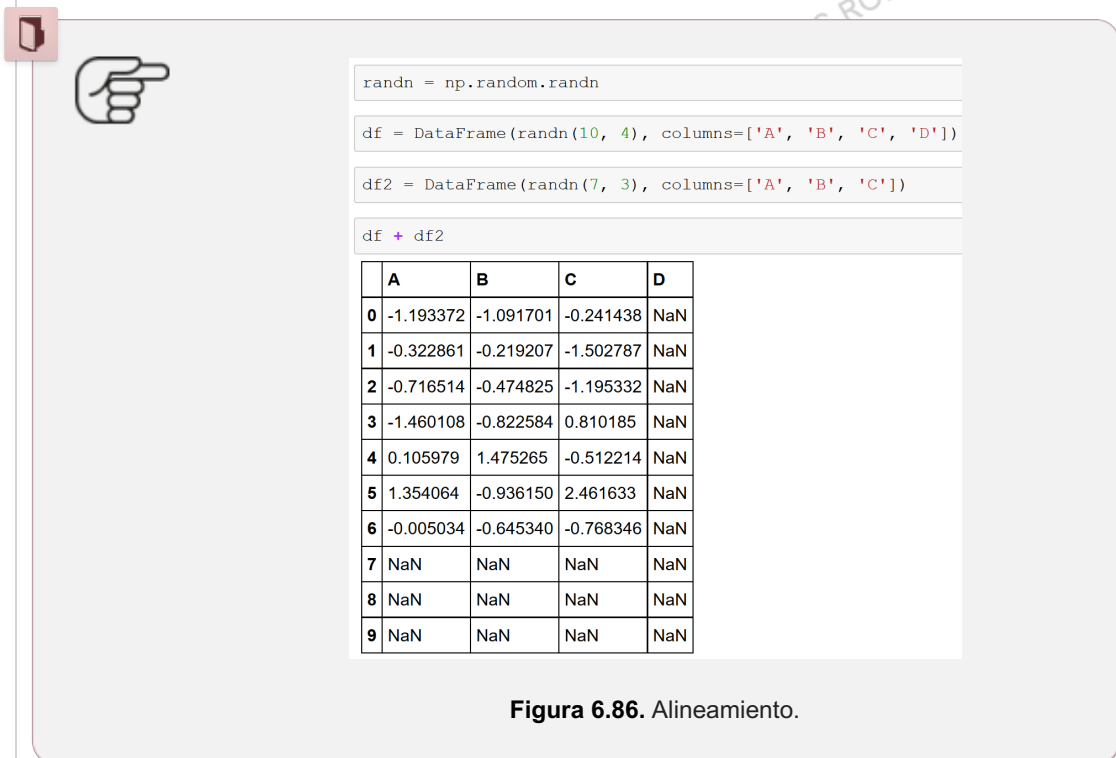 randn = np.random.randn
df = DataFrame(randn(10, 4), columns=['A', 'B', 'C', 'D'])
df2 = DataFrame(randn(7, 3), columns=['A', 'B', 'C'])
df + df2
A B C D
0 -1.193372 -1.091701 -0.241438 NaN
1 -0.322861 -0.219207 -1.502787 NaN
2 -0.716514 -0.474825 -1.195332 NaN
3 -1.460108 -0.822584 0.810185 NaN
4 0.105979 1.475265 -0.512214 NaN
5 1.354064 -0.936150 2.461633 NaN
6 -0.005034 -0.645340 -0.768346 NaN
7 NaN NaN NaN NaN
8 NaN NaN NaN NaN
9 NaN NaN NaN NaN
Figura 6.86. Alineamiento.